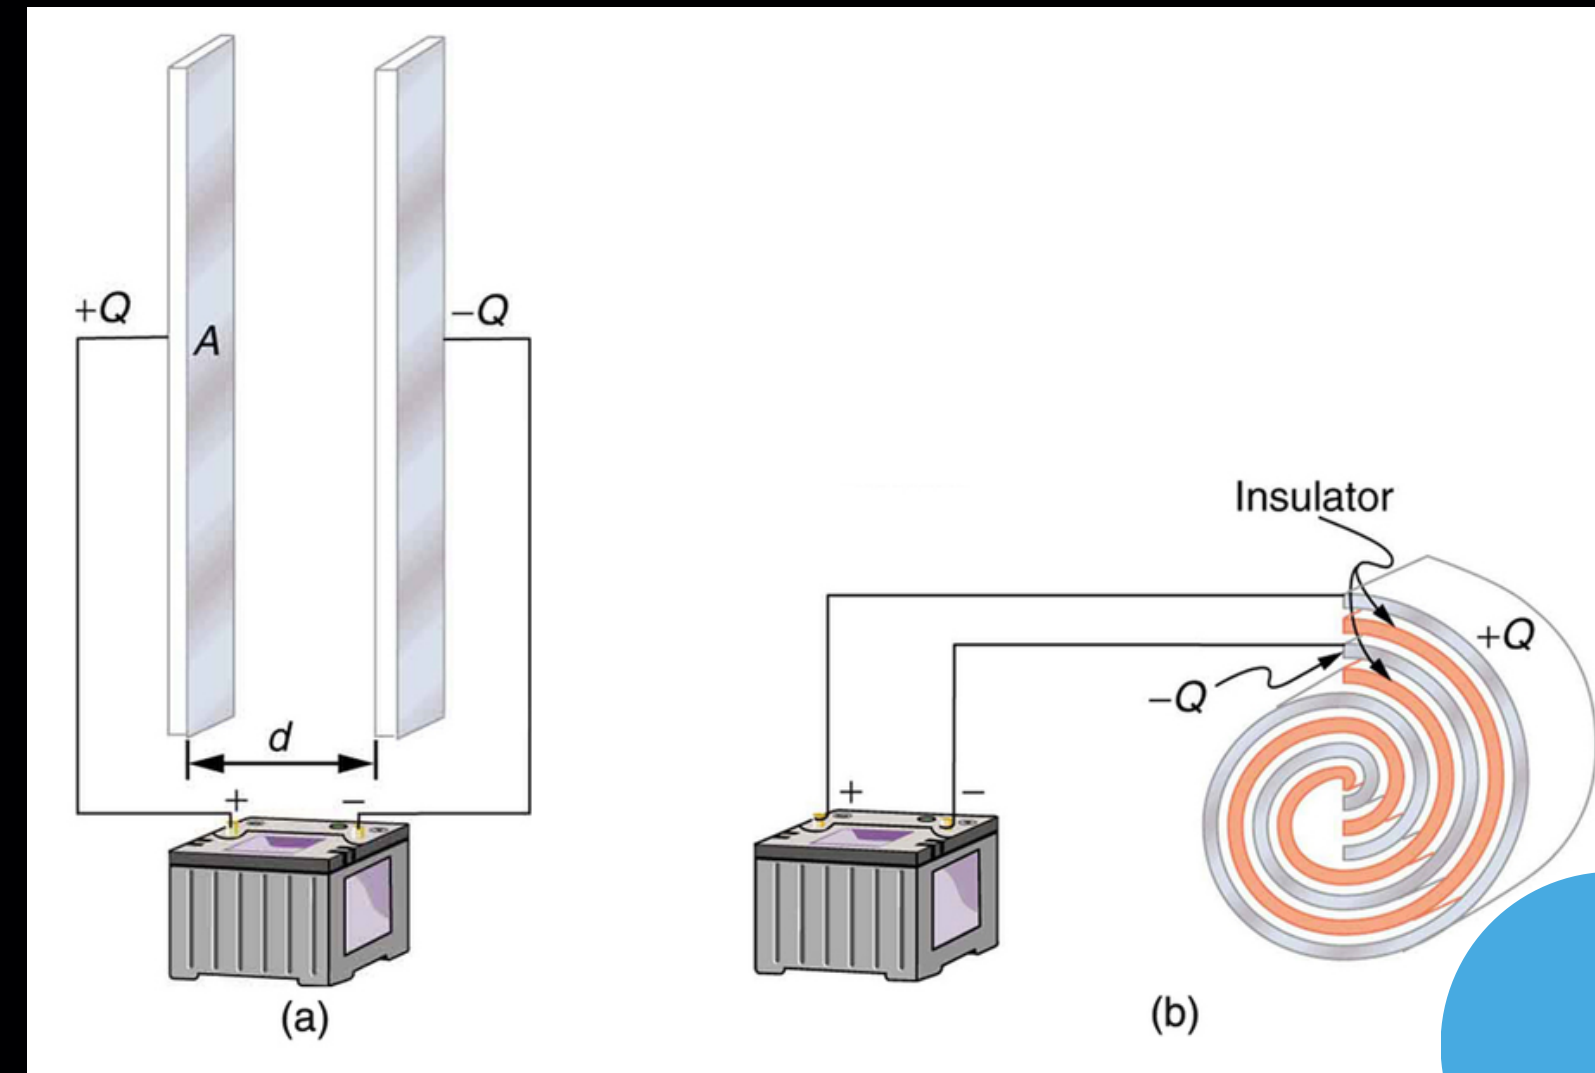 +Q
−Q
A
d
+ −
(a)
Insulator
+Q
−Q
+ −
(b)